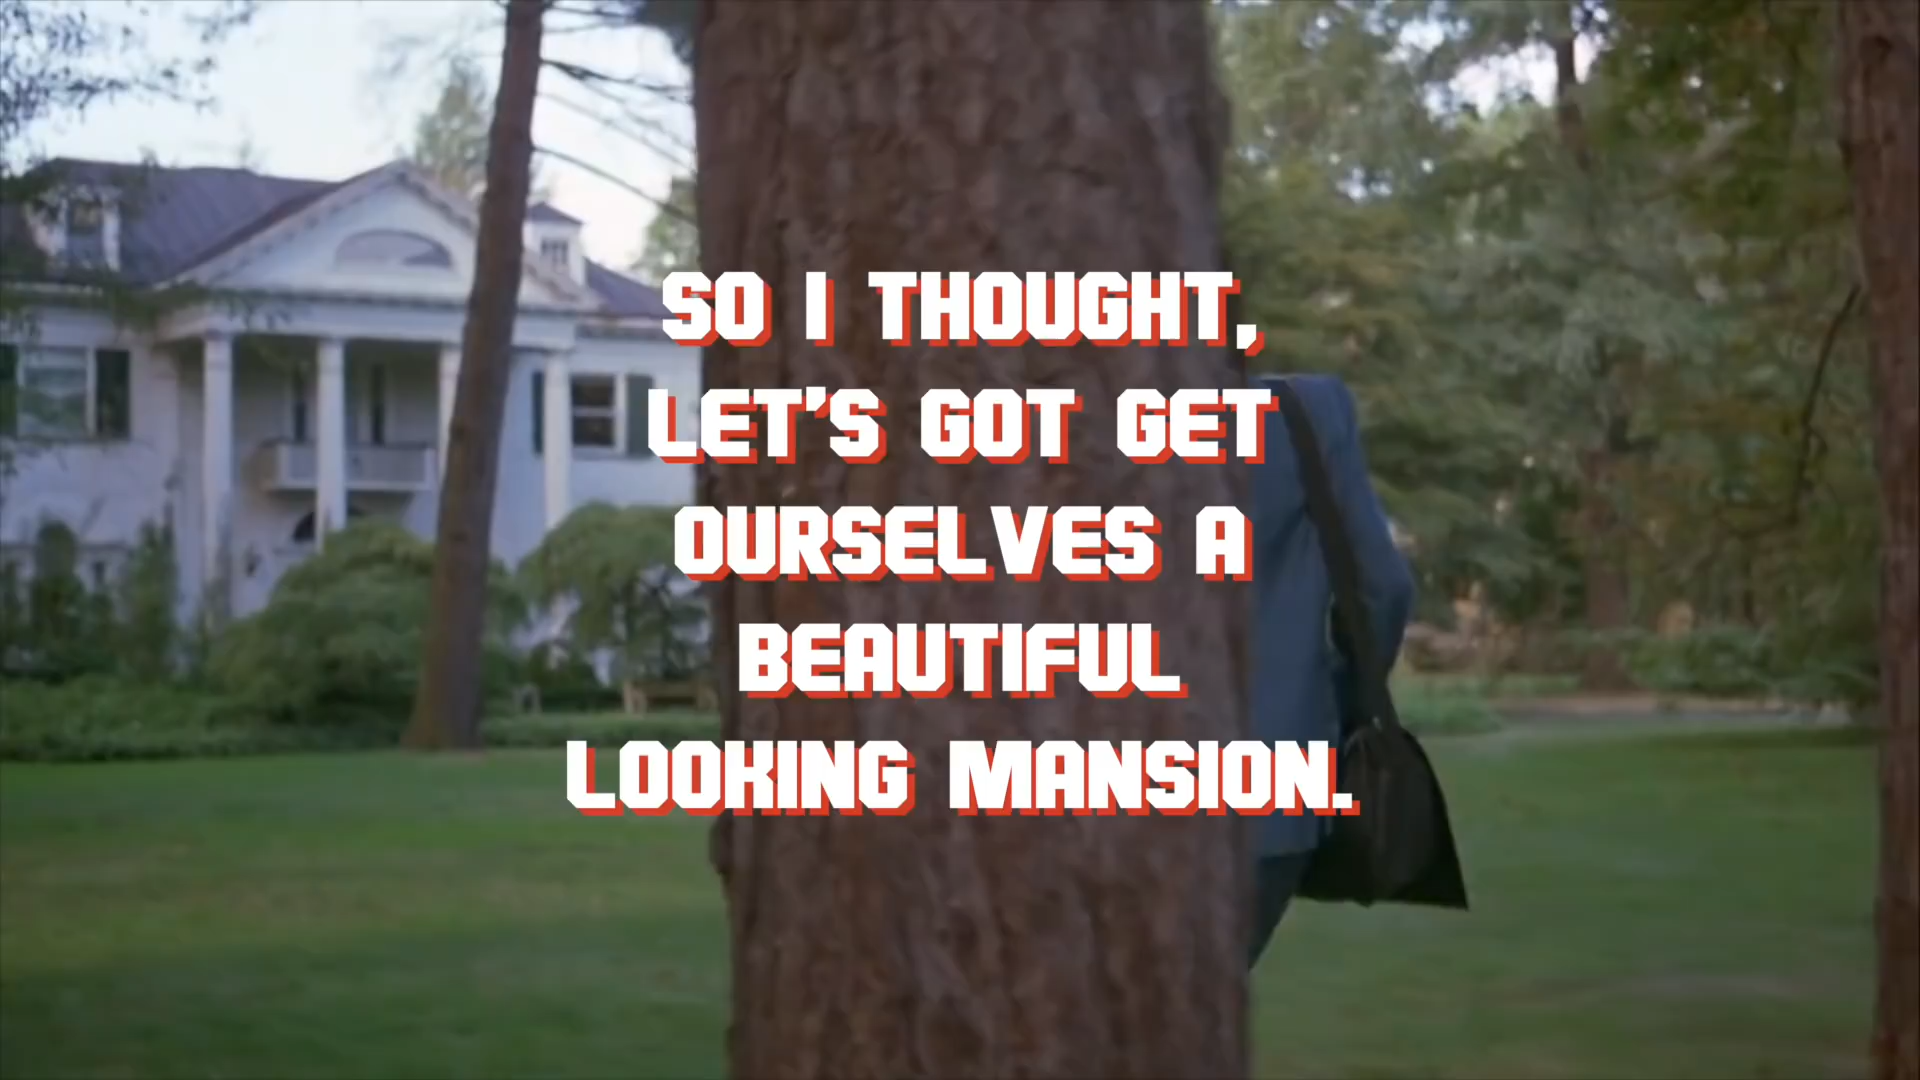 SO I THOUGHT,
LET'S GOT GET
OURSELVES A
BEAUTIFUL
LOOKING MANSION.